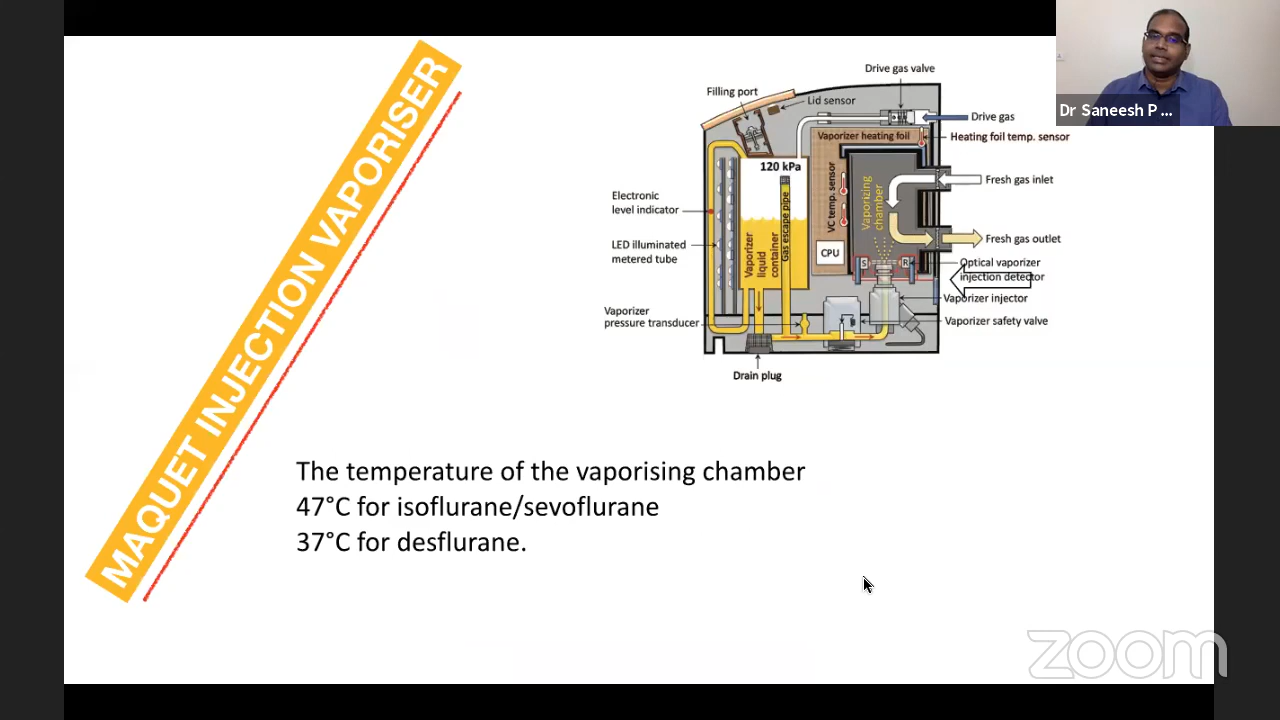 MAQUET INJECTION VAPORISER
Drive gas valve
Filling port
Lid sensor
Drive gas
Vaporizer heating foil
Heating foil temp. sensor
120 kPa
Fresh gas inlet
VC temp. sensor
Vaporizing
chamber
Electronic
level indicator
Gas escape pipe
Fresh gas outlet
LED illuminated
metered tube
Vaporizer
liquid
container
CPU
S
R
Optical vaporizer
injection detector
Vaporizer injector
Vaporizer
pressure transducer
Vaporizer safety valve
Drain plug
The temperature of the vaporising chamber
47°C for isoflurane/sevoflurane
37°C for desflurane.
Dr Saneesh P ...
zoom